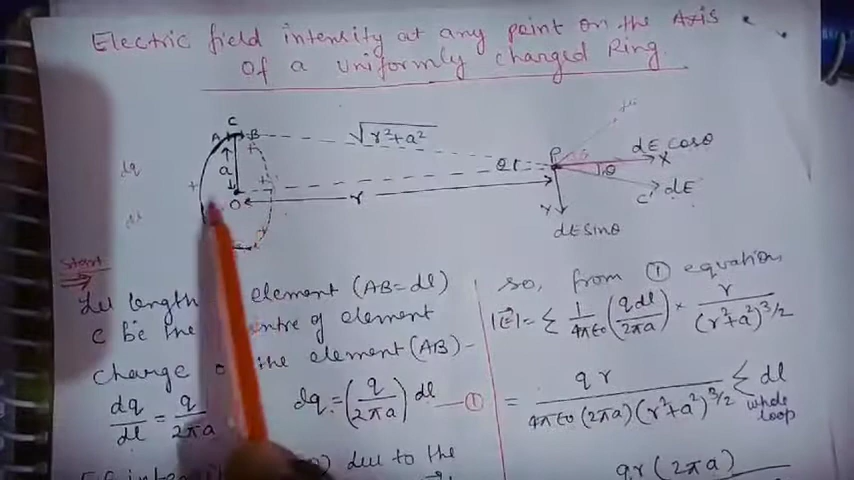 Electric field intensity at any point on the Axis
of a uniformly charged Ring.
C
A B
√r²+a²
P
dE cosθ
X
θ
dE
C'
a
O
r
Y
dE sinθ
dq
dl
Start
Let length element (AB=dl)
C be the centre of element
Charge the element (AB) -
dq/dl = q/2πa
dq = (q/2πa) dl —①
due to the
so, from ① equation,
|E⃗| = Σ 1/4πε0 (qdl/2πa) × r/(r²+a²)^3/2
= q r/4πε0 (2πa)(r²+a²)^3/2 Σ dl
whole
loop
qr (2πa)